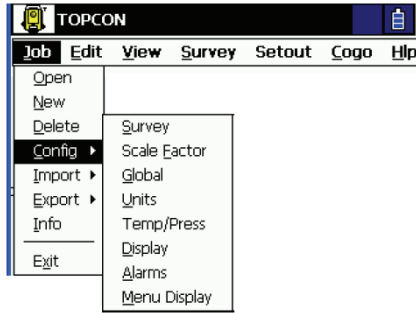 TOPCON
Job Edit View Survey Setout Cogo Hlp
Open
New
Delete
Config
Import
Export
Info
Exit
Survey
Scale Factor
Global
Units
Temp/Press
Display
Alarms
Menu Display